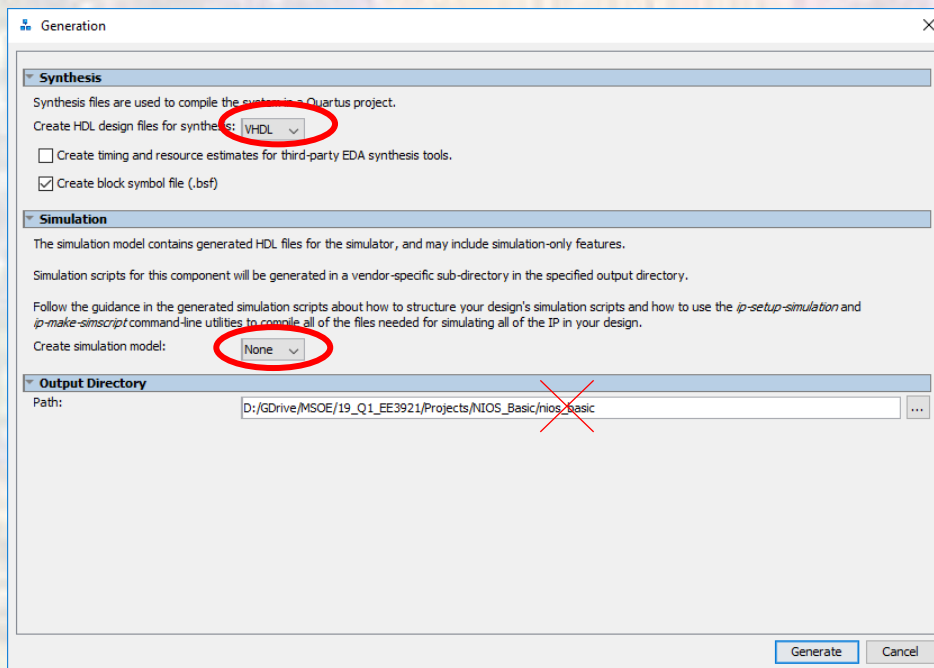 Generation
Synthesis
Synthesis files are used to compile the system in a Quartus project.
Create HDL design files for synthesis: VHDL
Create timing and resource estimates for third-party EDA synthesis tools.
Create block symbol file (.bsf)
Simulation
The simulation model contains generated HDL files for the simulator, and may include simulation-only features.
Simulation scripts for this component will be generated in a vendor-specific sub-directory in the specified output directory.
Follow the guidance in the generated simulation scripts about how to structure your design's simulation scripts and how to use the ip-setup-simulation and
ip-make-simscript command-line utilities to compile all of the files needed for simulating all of the IP in your design.
Create simulation model: None
Output Directory
Path: D:/GDrive/MSOE/19_Q1_EE3921/Projects/NIOS_Basic/nios_basic ...
Generate Cancel